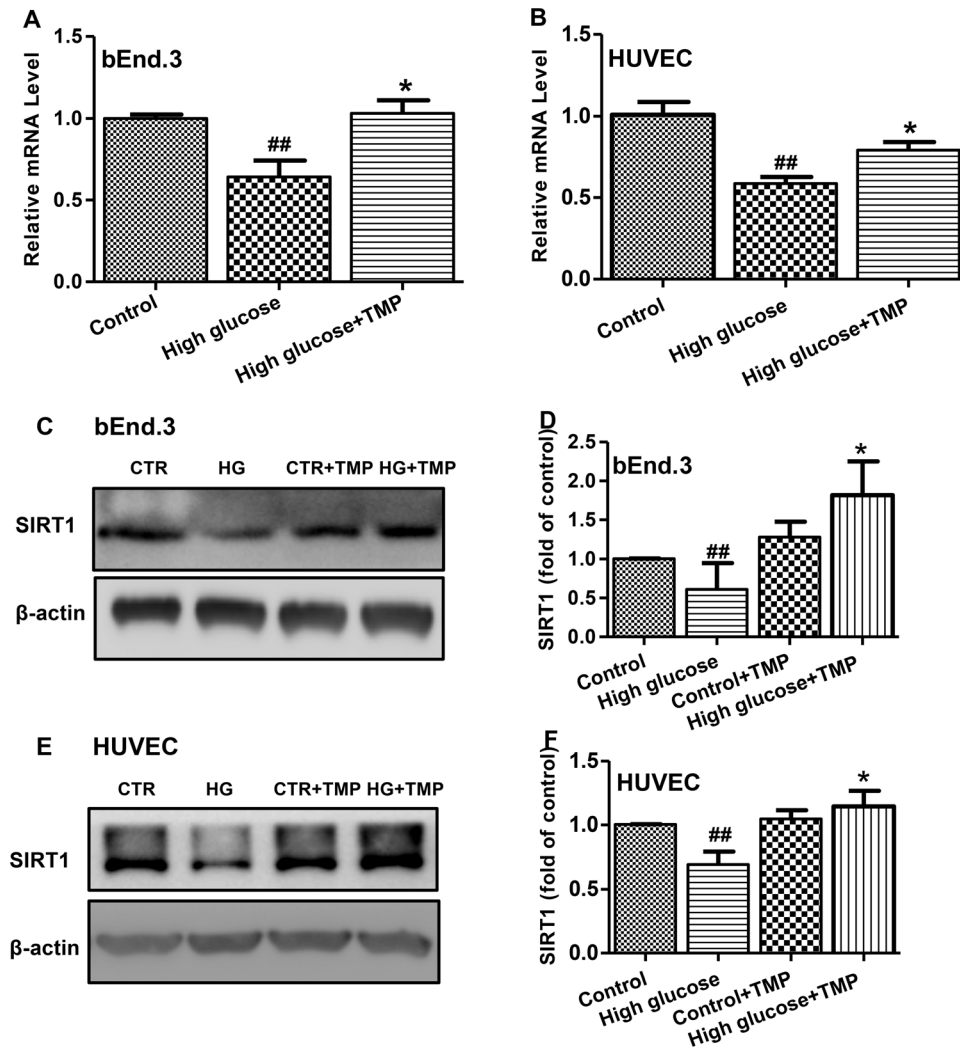 A
bEnd.3
Relative mRNA Level
1.5
1.0
0.5
0.0
##
*
Control
High glucose
High glucose+TMP
B
HUVEC
Relative mRNA Level
1.5
1.0
0.5
0.0
##
*
Control
High glucose
High glucose+TMP
C bEnd.3
CTR HG CTR+TMP HG+TMP
SIRT1
β-actin
D
bEnd.3
SIRT1 (fold of control)
2.5
2.0
1.5
1.0
0.5
0.0
##
*
Control
High glucose
Control+TMP
High glucose+TMP
E HUVEC
CTR HG CTR+TMP HG+TMP
SIRT1
β-actin
F
HUVEC
SIRT1 (fold of control)
1.5
1.0
0.5
0.0
##
*
Control
High glucose
Control+TMP
High glucose+TMP